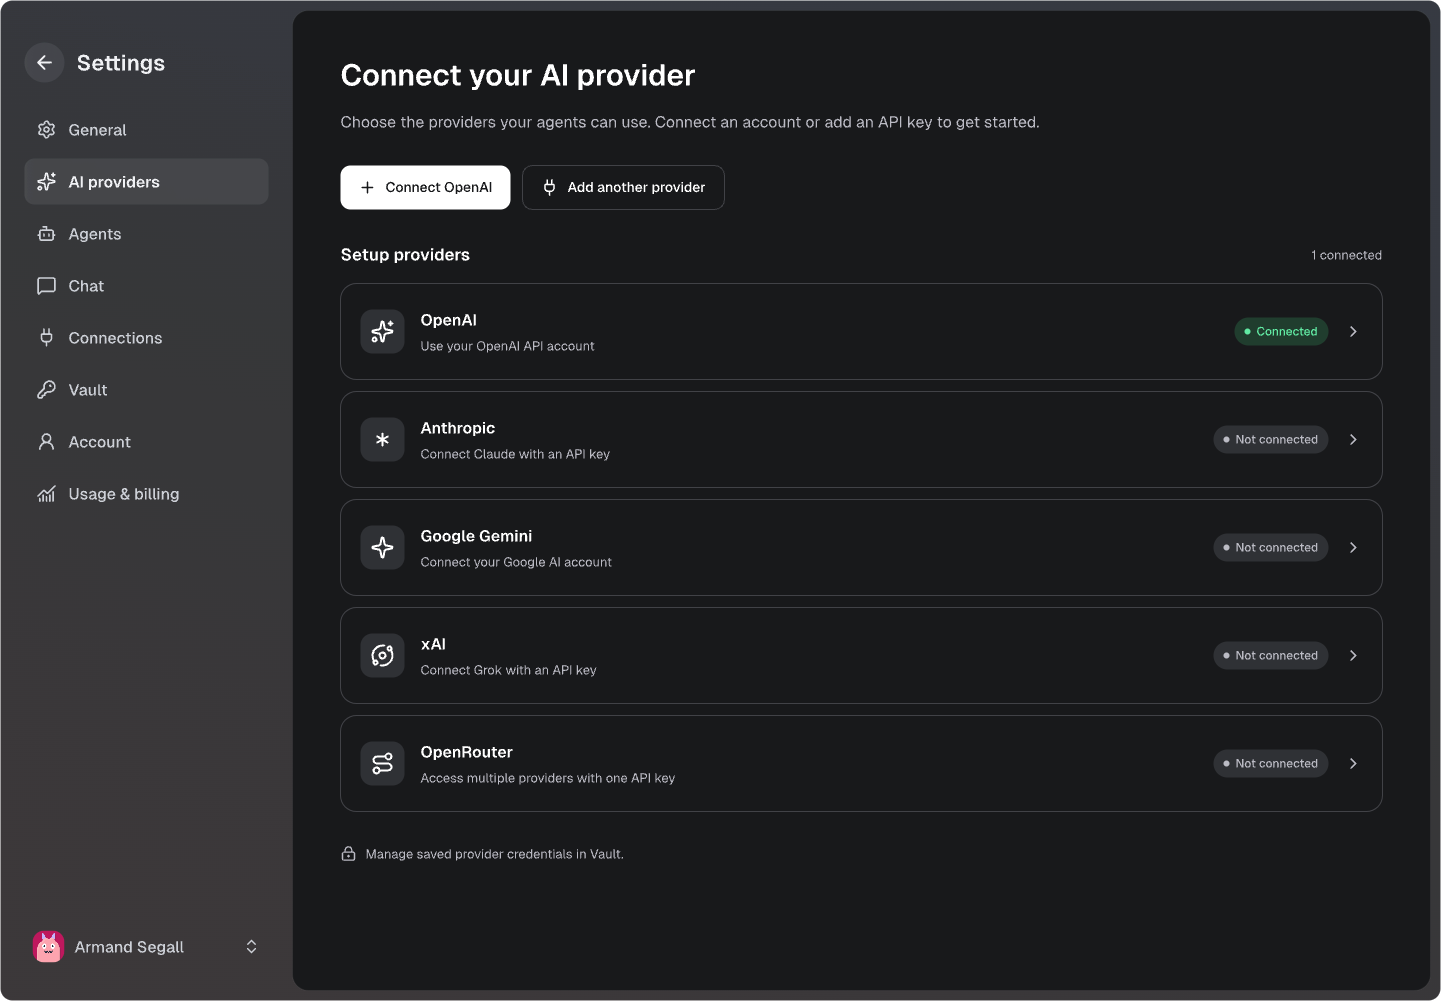 Settings
General
AI providers
Agents
Chat
Connections
Vault
Account
Usage & billing
Armand Segall
Connect your AI provider
Choose the providers your agents can use. Connect an account or add an API key to get started.
Connect OpenAI
Add another provider
Setup providers
1 connected
OpenAI
Use your OpenAI API account
Connected
Anthropic
Connect Claude with an API key
Not connected
Google Gemini
Connect your Google AI account
Not connected
xAI
Connect Grok with an API key
Not connected
OpenRouter
Access multiple providers with one API key
Not connected
Manage saved provider credentials in Vault.